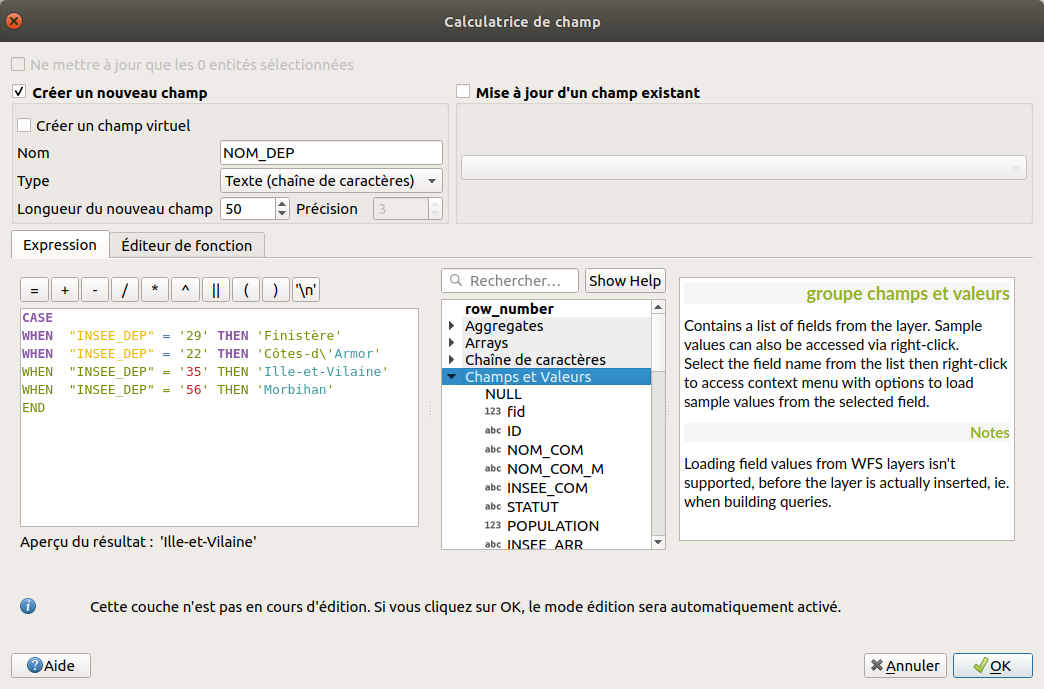 Calculatrice de champ
Ne mettre à jour que les 0 entités sélectionnées
Créer un nouveau champ
Mise à jour d'un champ existant
Créer un champ virtuel
Nom NOM_DEP
Type Texte (chaîne de caractères)
Longueur du nouveau champ 50 Précision 3
Expression Éditeur de fonction
= + - / * ^ || ( ) '\n'
CASE
WHEN "INSEE_DEP" = '29' THEN 'Finistère'
WHEN "INSEE_DEP" = '22' THEN 'Côtes-d\'Armor'
WHEN "INSEE_DEP" = '35' THEN 'Ille-et-Vilaine'
WHEN "INSEE_DEP" = '56' THEN 'Morbihan'
END
Aperçu du résultat : 'Ille-et-Vilaine'
Rechercher... Show Help
row_number
Aggregates
Arrays
Chaîne de caractères
Champs et Valeurs
NULL
123 fid
abc ID
abc NOM_COM
abc NOM_COM_M
abc INSEE_COM
abc STATUT
123 POPULATION
abc INSEE_ARR
groupe champs et valeurs
Contains a list of fields from the layer. Sample
values can also be accessed via right-click.
Select the field name from the list then right-click
to access context menu with options to load
sample values from the selected field.
Notes
Loading field values from WFS layers isn't
supported, before the layer is actually inserted, ie.
when building queries.
Cette couche n'est pas en cours d'édition. Si vous cliquez sur OK, le mode édition sera automatiquement activé.
Aide
Annuler
OK